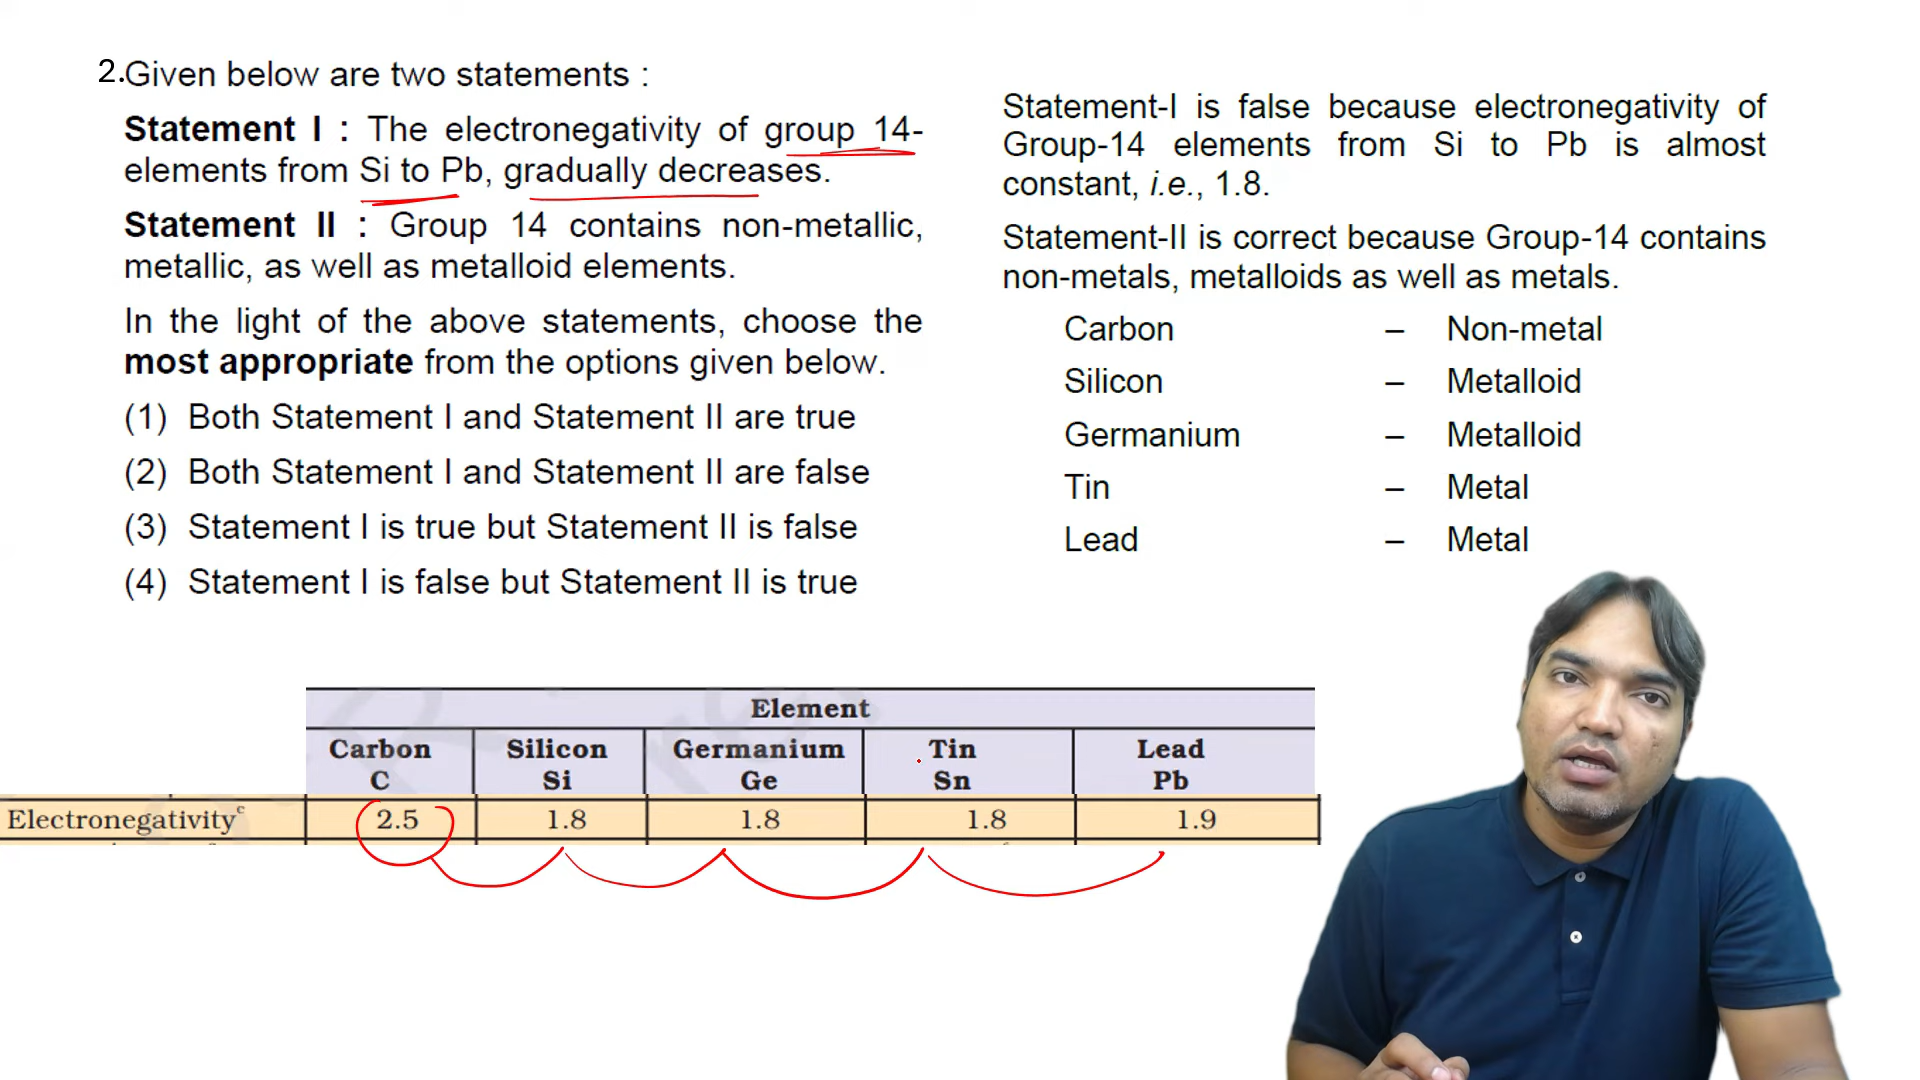 2.Given below are two statements :
Statement I : The electronegativity of group 14-
elements from Si to Pb, gradually decreases.
Statement II : Group 14 contains non-metallic,
metallic, as well as metalloid elements.
In the light of the above statements, choose the
most appropriate from the options given below.
(1) Both Statement I and Statement II are true
(2) Both Statement I and Statement II are false
(3) Statement I is true but Statement II is false
(4) Statement I is false but Statement II is true
Statement-I is false because electronegativity of
Group-14 elements from Si to Pb is almost
constant, i.e., 1.8.
Statement-II is correct because Group-14 contains
non-metals, metalloids as well as metals.
Carbon – Non-metal
Silicon – Metalloid
Germanium – Metalloid
Tin – Metal
Lead – Metal
Element
Carbon Silicon Germanium Tin Lead
C Si Ge Sn Pb
Electronegativity^c 2.5 1.8 1.8 1.8 1.9